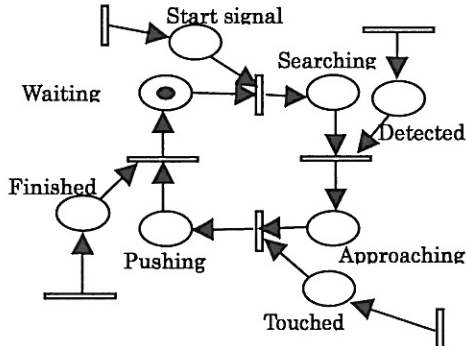 Start signal
Searching
Waiting
Detected
Finished
Pushing
Approaching
Touched